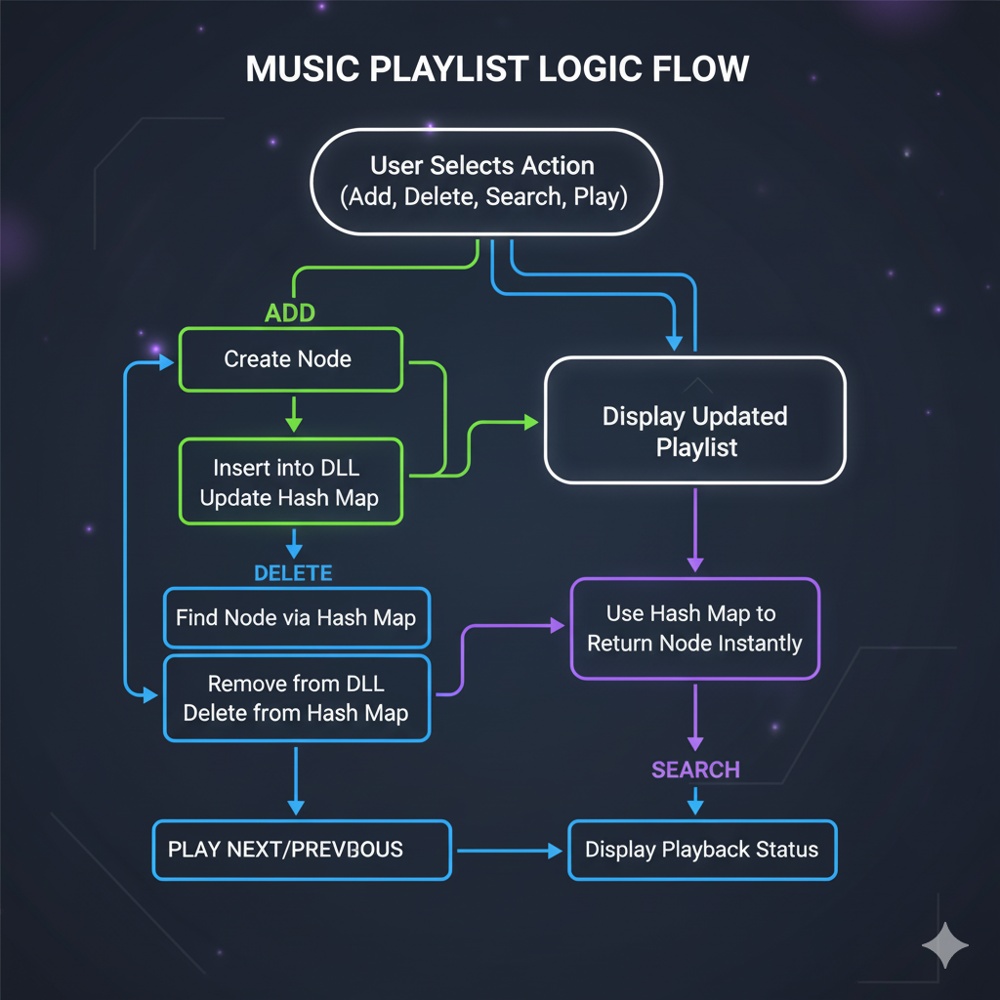 MUSIC PLAYLIST LOGIC FLOW
User Selects Action
(Add, Delete, Search, Play)
ADD
Create Node
Insert into DLL
Update Hash Map
Display Updated
Playlist
DELETE
Find Node via Hash Map
Remove from DLL
Delete from Hash Map
Use Hash Map to
Return Node Instantly
SEARCH
PLAY NEXT/PREVBOUS
Display Playback Status